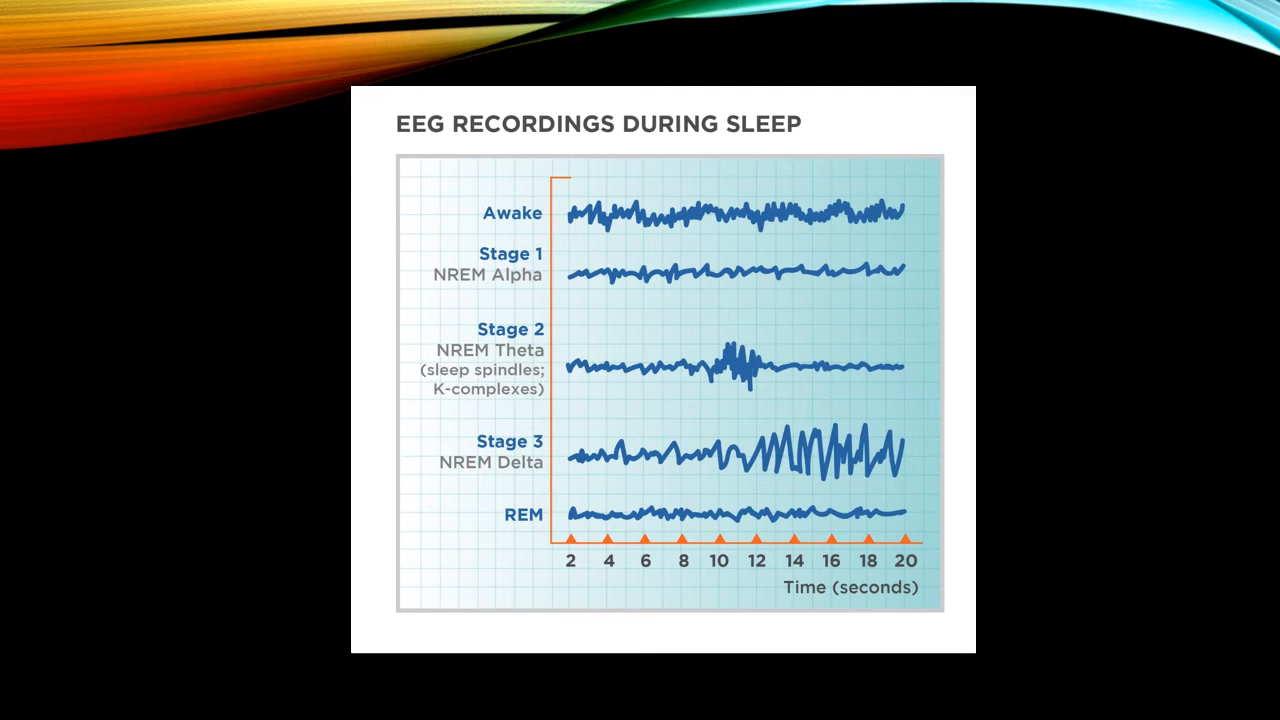 EEG RECORDINGS DURING SLEEP
Awake
Stage 1
NREM Alpha
Stage 2
NREM Theta
(sleep spindles;
K-complexes)
Stage 3
NREM Delta
REM
2 4 6 8 10 12 14 16 18 20
Time (seconds)